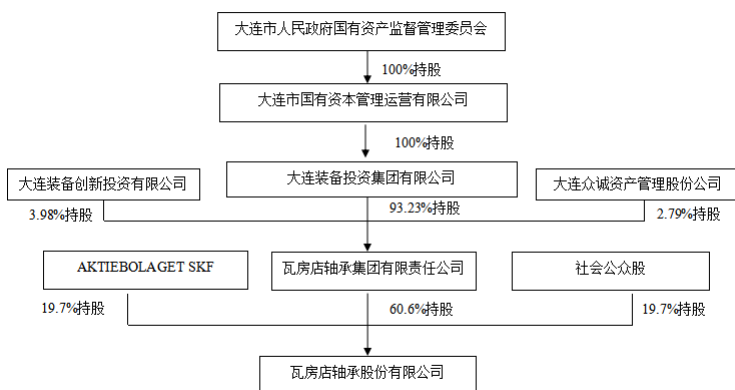 大连市人民政府国有资产监督管理委员会
100%持股
大连市国有资本管理运营有限公司
100%持股
大连装备创新投资有限公司
大连装备投资集团有限公司
大连众诚资产管理股份公司
3.98%持股
93.23%持股
2.79%持股
AKTIEBOLAGET SKF
瓦房店轴承集团有限责任公司
社会公众股
19.7%持股
60.6%持股
19.7%持股
瓦房店轴承股份有限公司